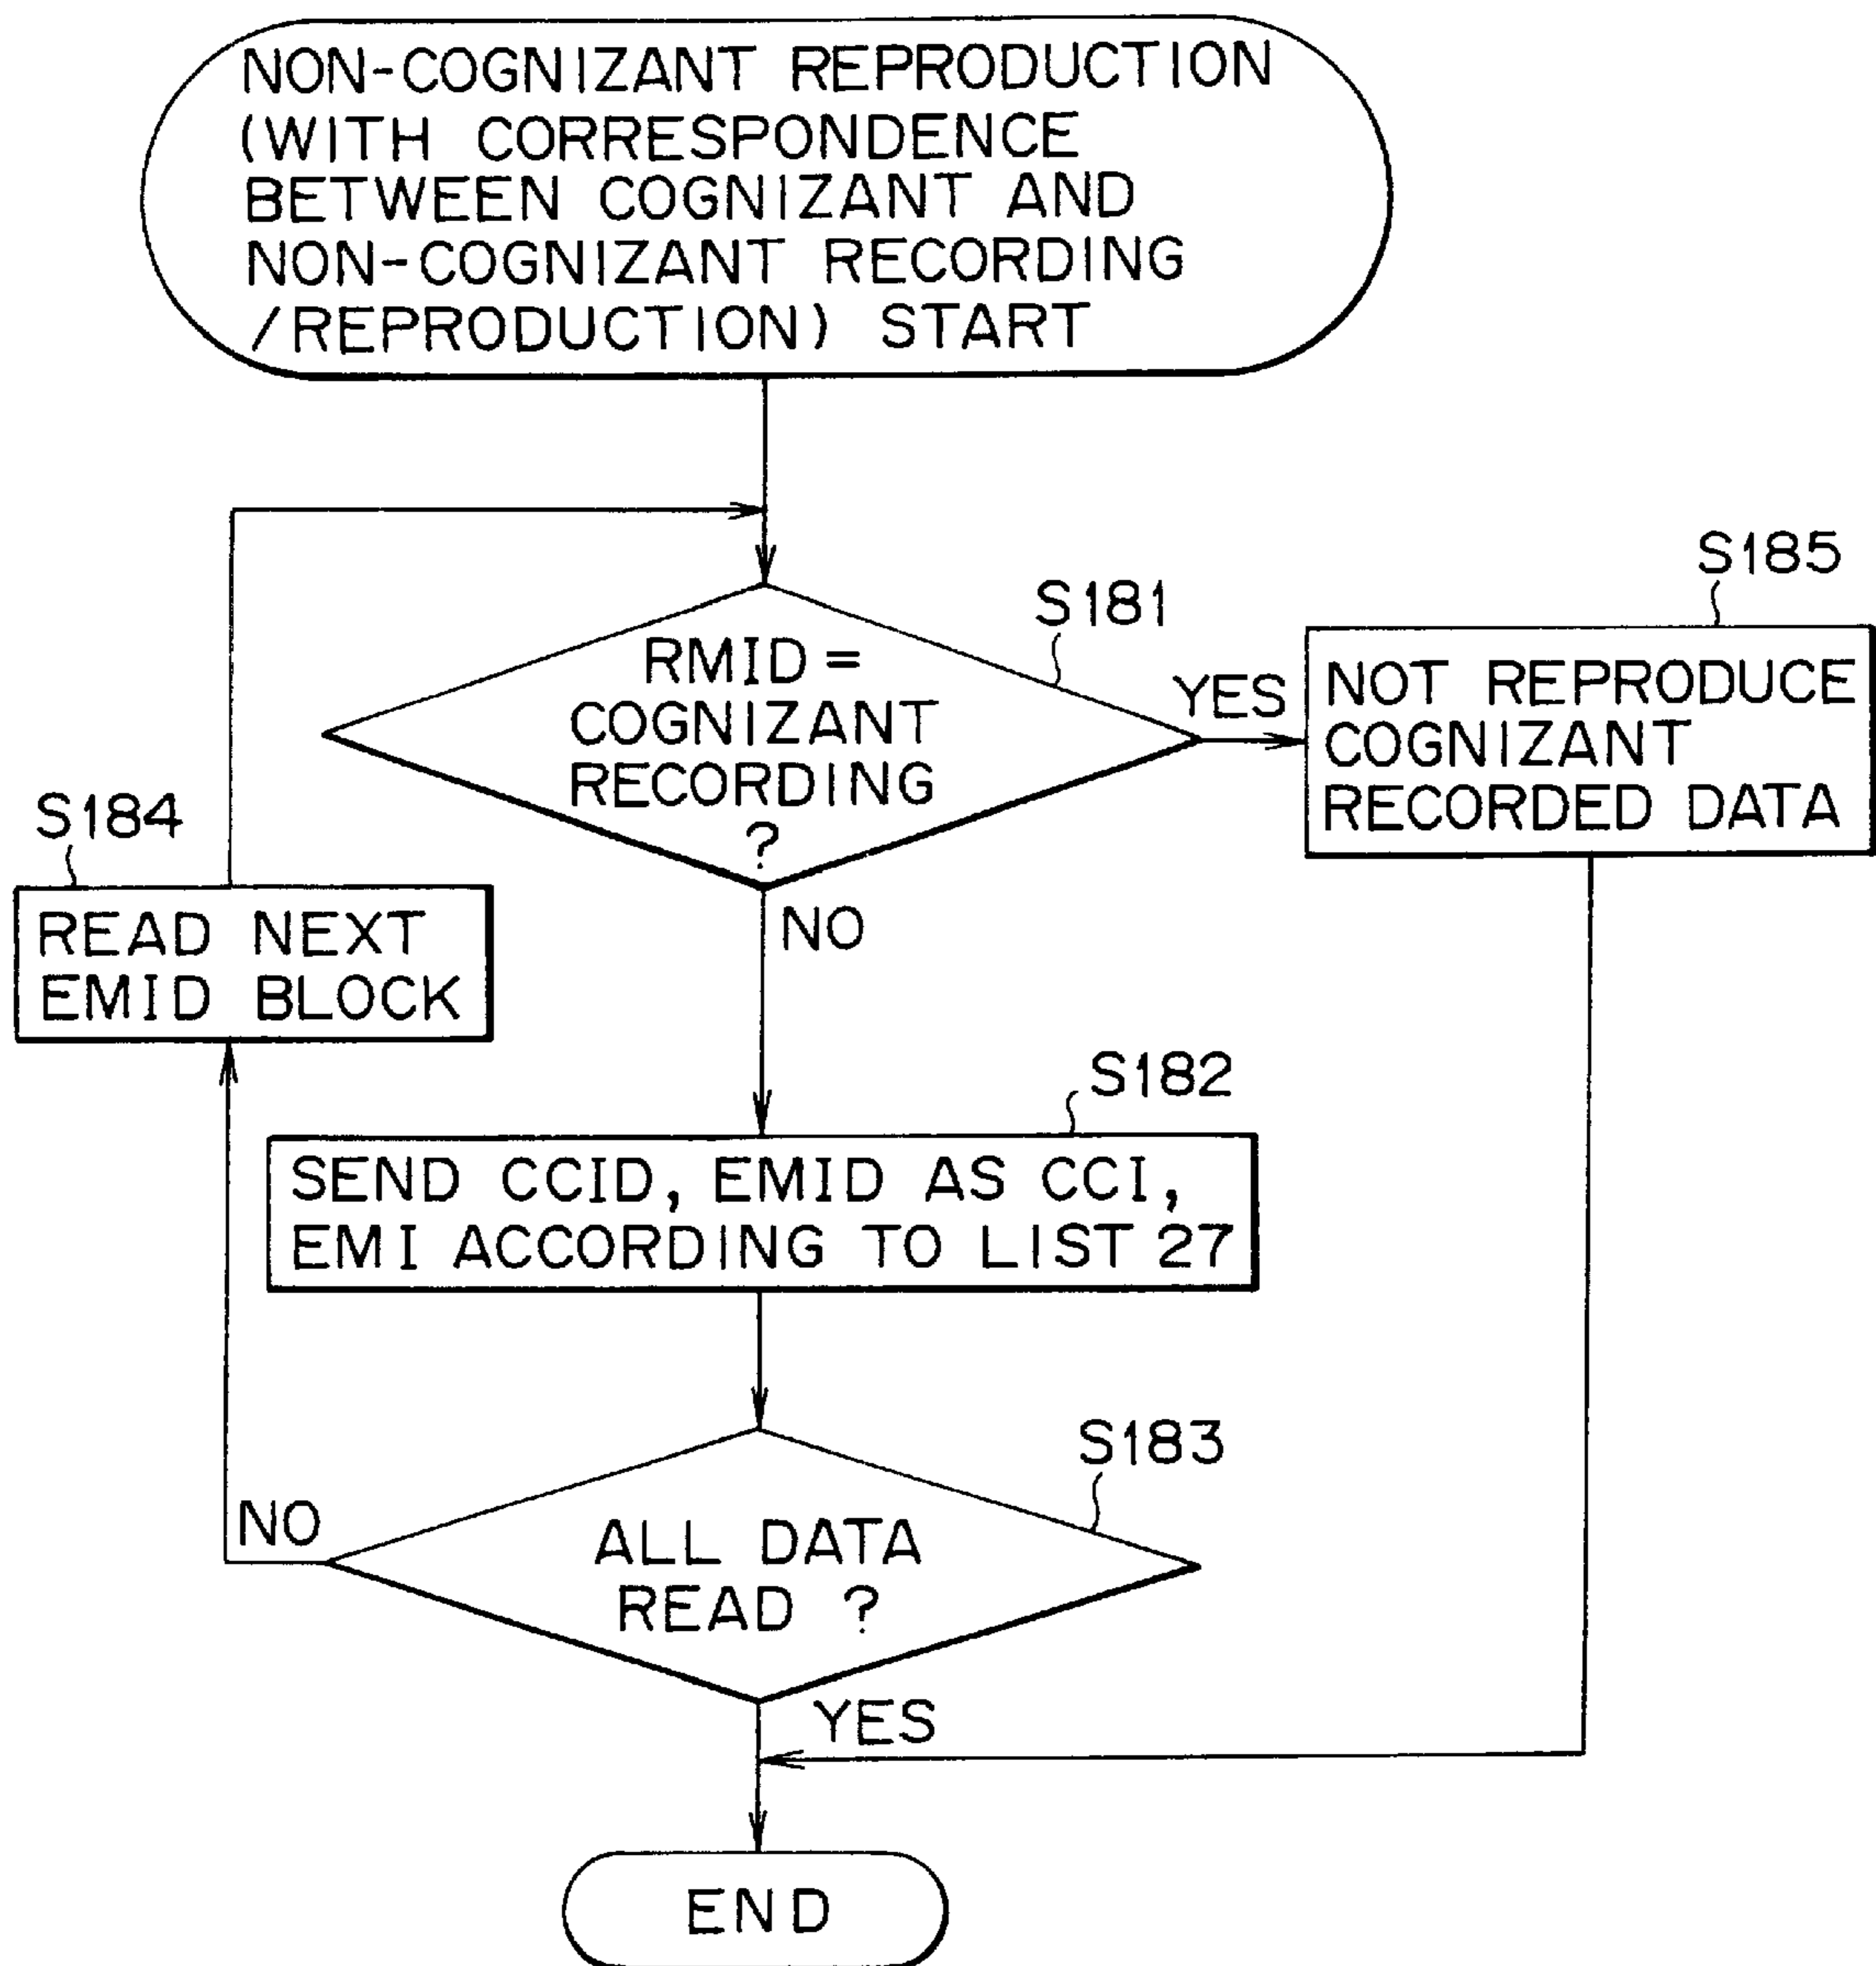 NON-COGNIZANT REPRODUCTION
(WITH CORRESPONDENCE
BETWEEN COGNIZANT AND
NON-COGNIZANT RECORDING
/REPRODUCTION) START
S181
RMID=
COGNIZANT
RECORDING
?
YES
S185
NOT REPRODUCE
COGNIZANT
RECORDED DATA
S184
READ NEXT
EMID BLOCK
NO
S182
SEND CCID, EMID AS CCI,
EMI ACCORDING TO LIST 27
S183
ALL DATA
READ ?
NO
YES
END